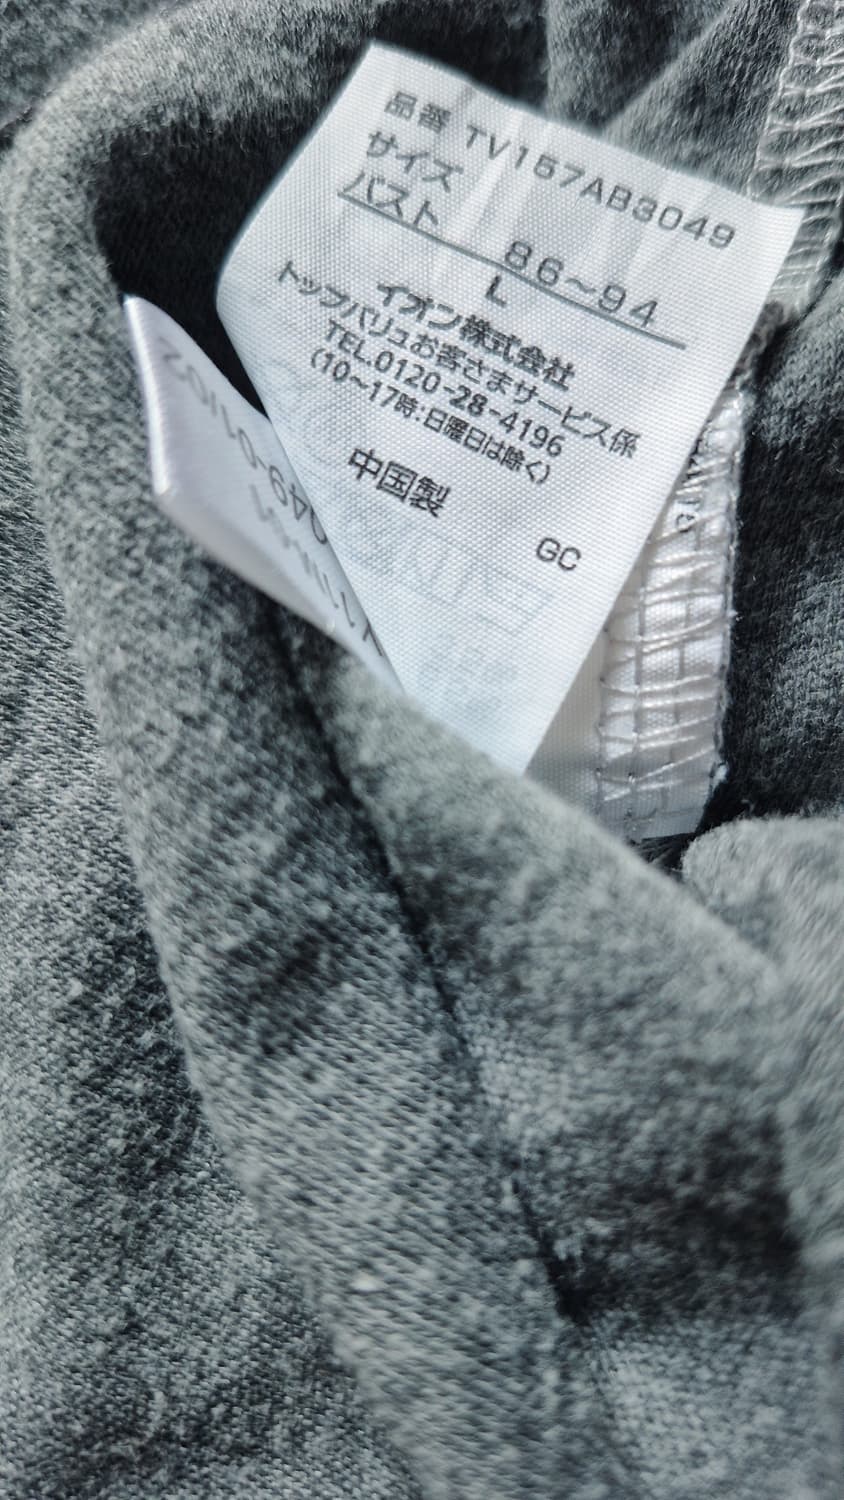 品番 TV157AB3049
サイズ
バスト 86~94
L
イオン株式会社
トップバリュお客さまサービス係
TEL.0120-28-4196
(10~17時:日曜日は除く)
中国製
GC